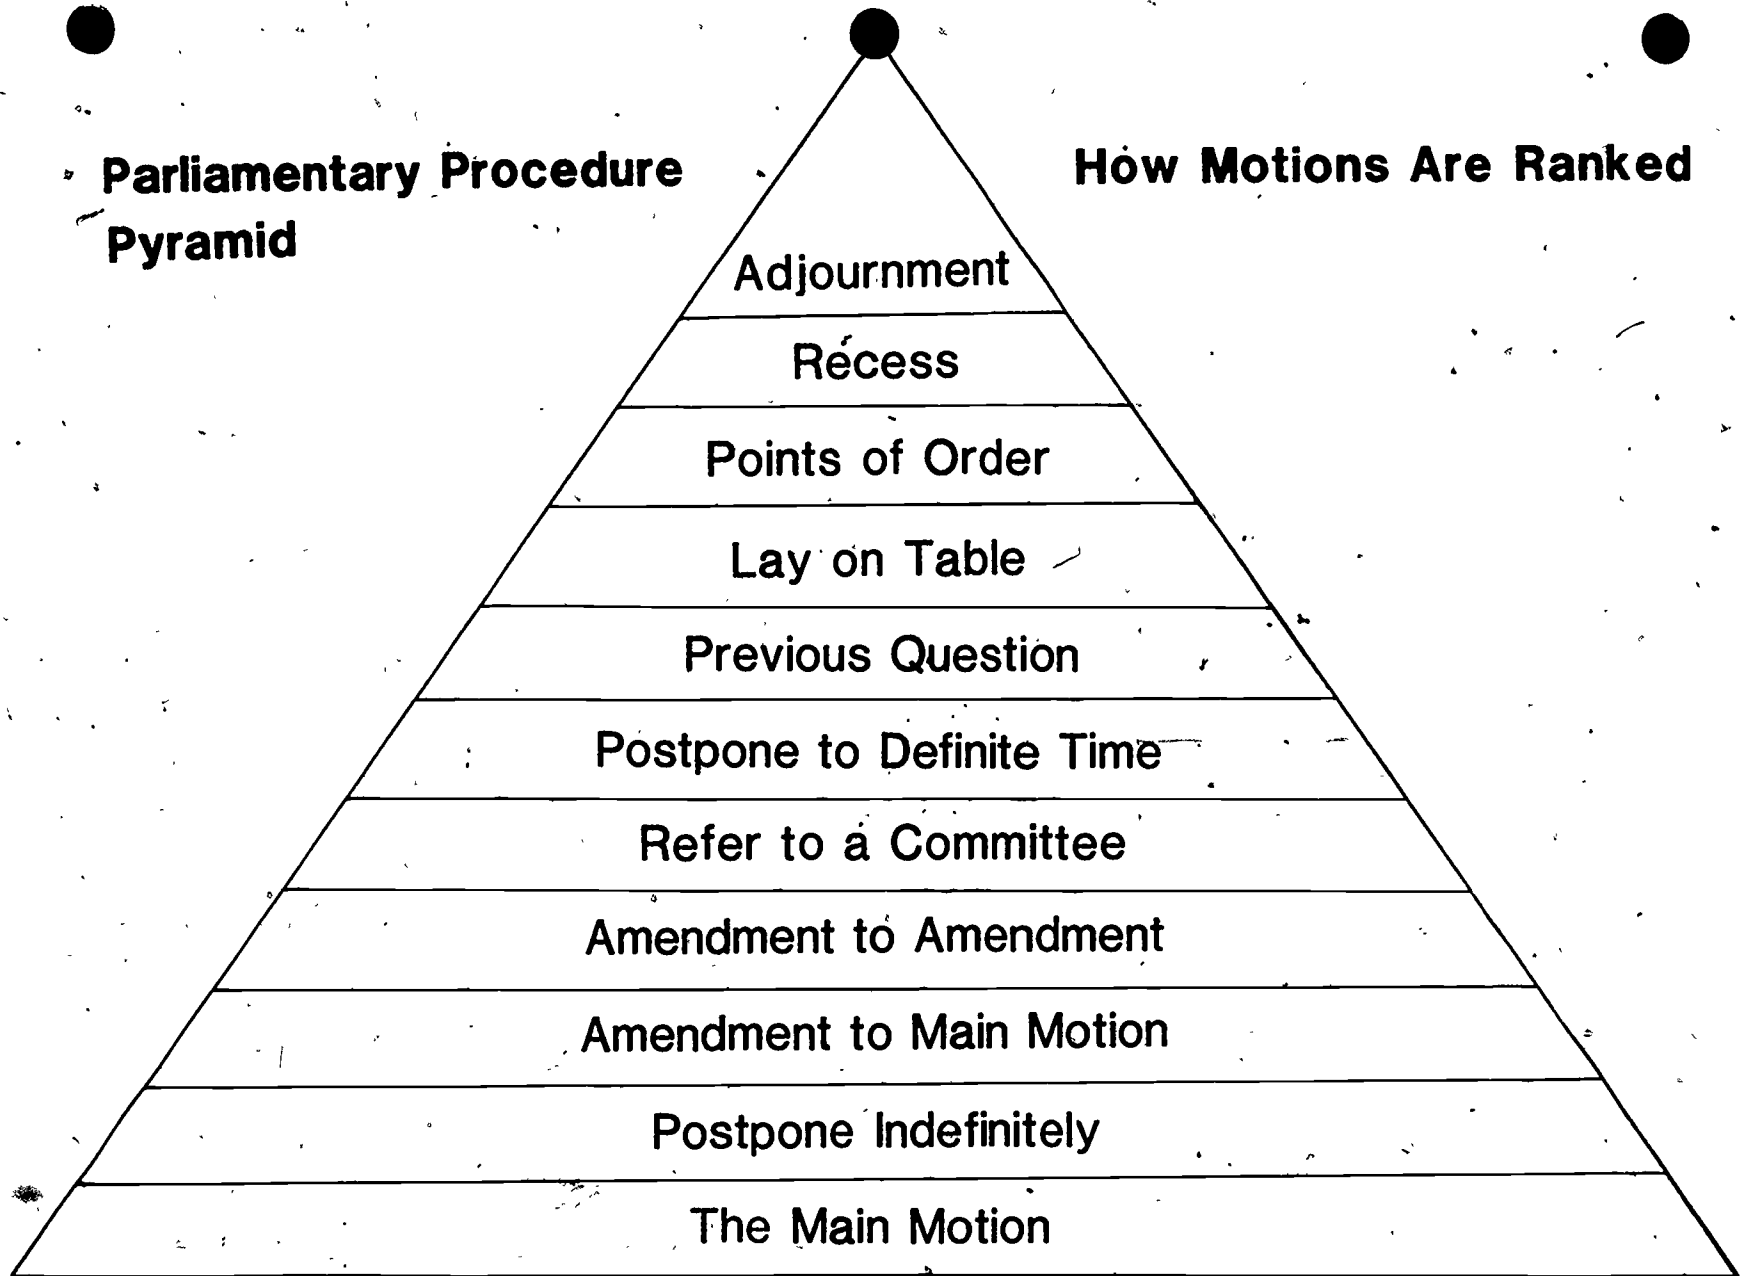 Parliamentary Procedure
Pyramid
How Motions Are Ranked
Adjournment
Recess
Points of Order
Lay on Table
Previous Question
Postpone to Definite Time
Refer to a Committee
Amendment to Amendment
Amendment to Main Motion
Postpone Indefinitely
The Main Motion